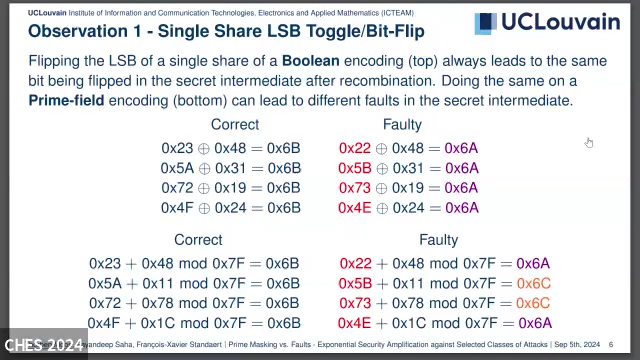 UCLouvain Institute of Information and Communication Technologies, Electronics and Applied Mathematics (ICTEAM)
Observation 1 - Single Share LSB Toggle/Bit-Flip
UCLouvain
Flipping the LSB of a single share of a Boolean encoding (top) always leads to the same
bit being flipped in the secret intermediate after recombination. Doing the same on a
Prime-field encoding (bottom) can lead to different faults in the secret intermediate.
Correct Faulty
0x23 ⊕ 0x48 = 0x6B 0x22 ⊕ 0x48 = 0x6A
0x5A ⊕ 0x31 = 0x6B 0x5B ⊕ 0x31 = 0x6A
0x72 ⊕ 0x19 = 0x6B 0x73 ⊕ 0x19 = 0x6A
0x4F ⊕ 0x24 = 0x6B 0x4E ⊕ 0x24 = 0x6A
Correct Faulty
0x23 + 0x48 mod 0x7F = 0x6B 0x22 + 0x48 mod 0x7F = 0x6A
0x5A + 0x11 mod 0x7F = 0x6B 0x5B + 0x11 mod 0x7F = 0x6C
0x72 + 0x78 mod 0x7F = 0x6B 0x73 + 0x78 mod 0x7F = 0x6C
0x4F + 0x1C mod 0x7F = 0x6B 0x4E + 0x1C mod 0x7F = 0x6A
CHES 2024
Saha, François-Xavier Standaert | Prime Masking vs. Faults - Exponential Security Amplification against Selected Classes of Attacks | Sep 5th, 2024 6